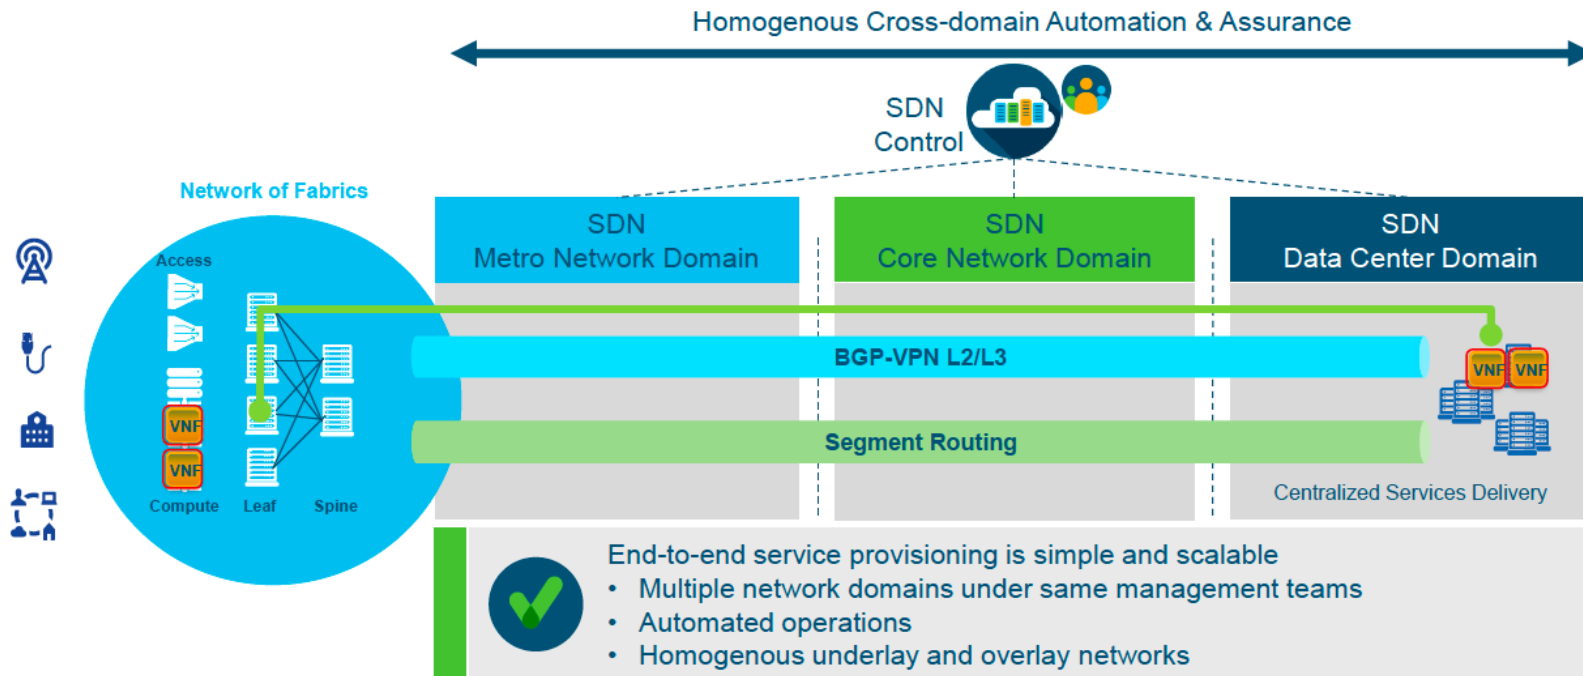 Homogenous Cross-domain Automation & Assurance
SDN
Control
Network of Fabrics
SDN
Metro Network Domain
SDN
Core Network Domain
SDN
Data Center Domain
Access
BGP-VPN L2/L3
VNF
VNF
VNF
VNF
Segment Routing
Compute
Leaf
Spine
Centralized Services Delivery
End-to-end service provisioning is simple and scalable
• Multiple network domains under same management teams
• Automated operations
• Homogenous underlay and overlay networks